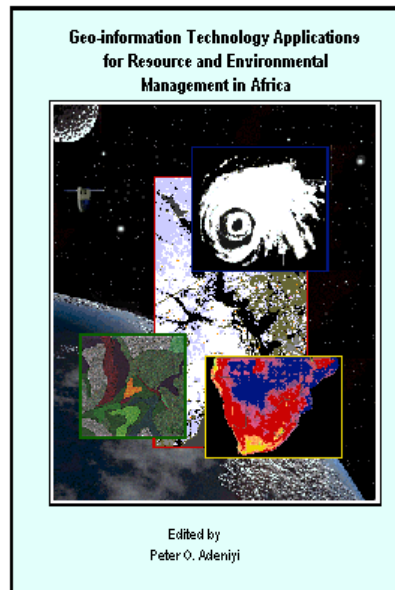 Geo-information Technology Applications
for Resource and Environmental
Management in Africa
Edited by
Peter O. Adeniyi